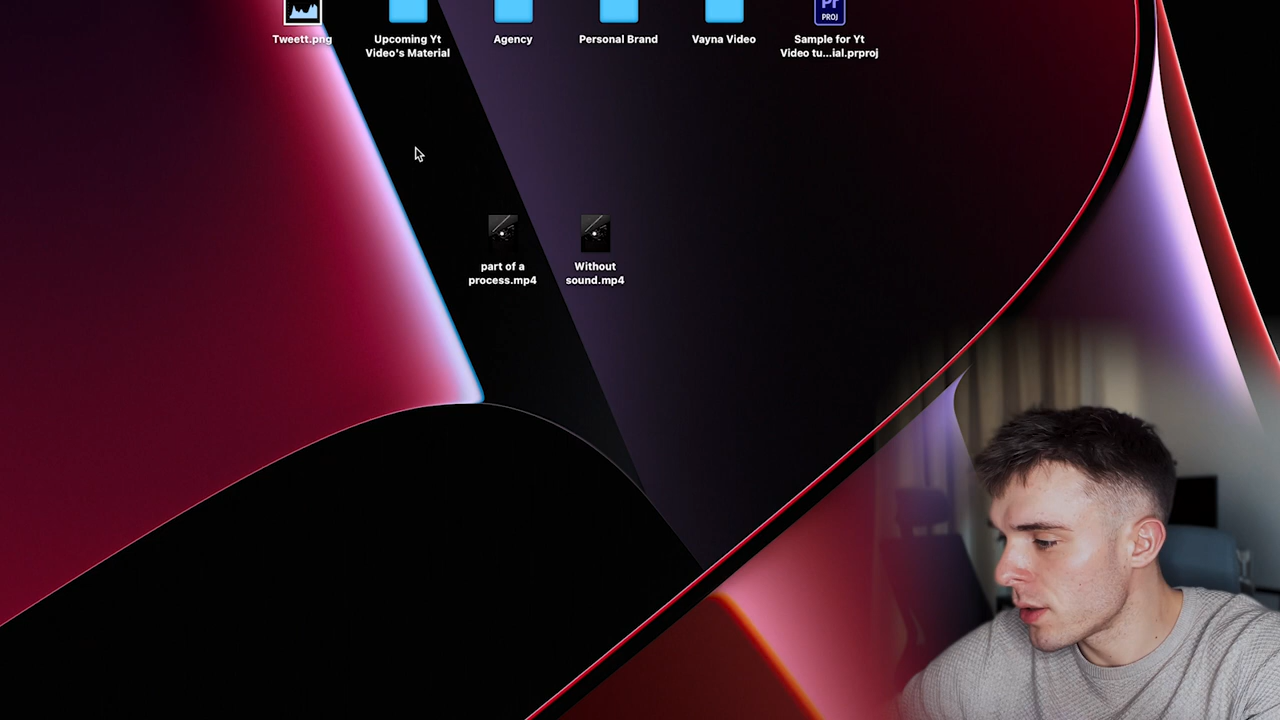 Pr
PROJ
Tweett.png
Upcoming Yt
Video's Material
Agency
Personal Brand
Vayna Video
Sample for Yt
Video tu...ial.prproj
part of a
process.mp4
Without
sound.mp4